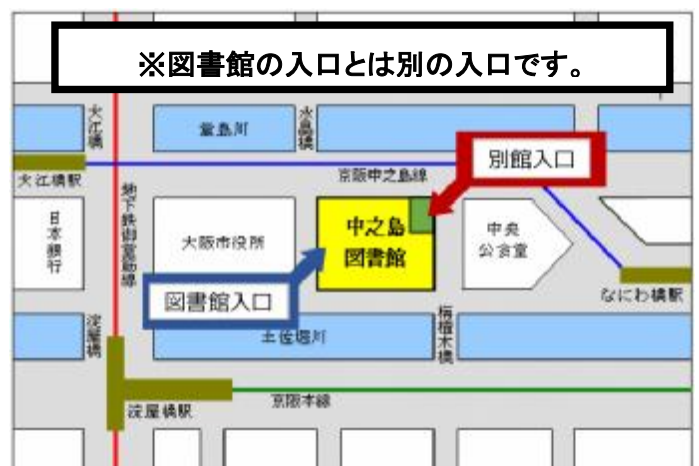 ※図書館の入口とは別の入口です。
大江橋
堂島川
水晶橋
別館入口
大江橋駅
京阪中之島線
地下鉄御堂筋線
日本銀行
大阪市役所
中之島
図書館
中央
公会堂
図書館入口
なにわ橋駅
淀屋橋
土佐堀川
栴檀木橋
京阪本線
淀屋橋駅